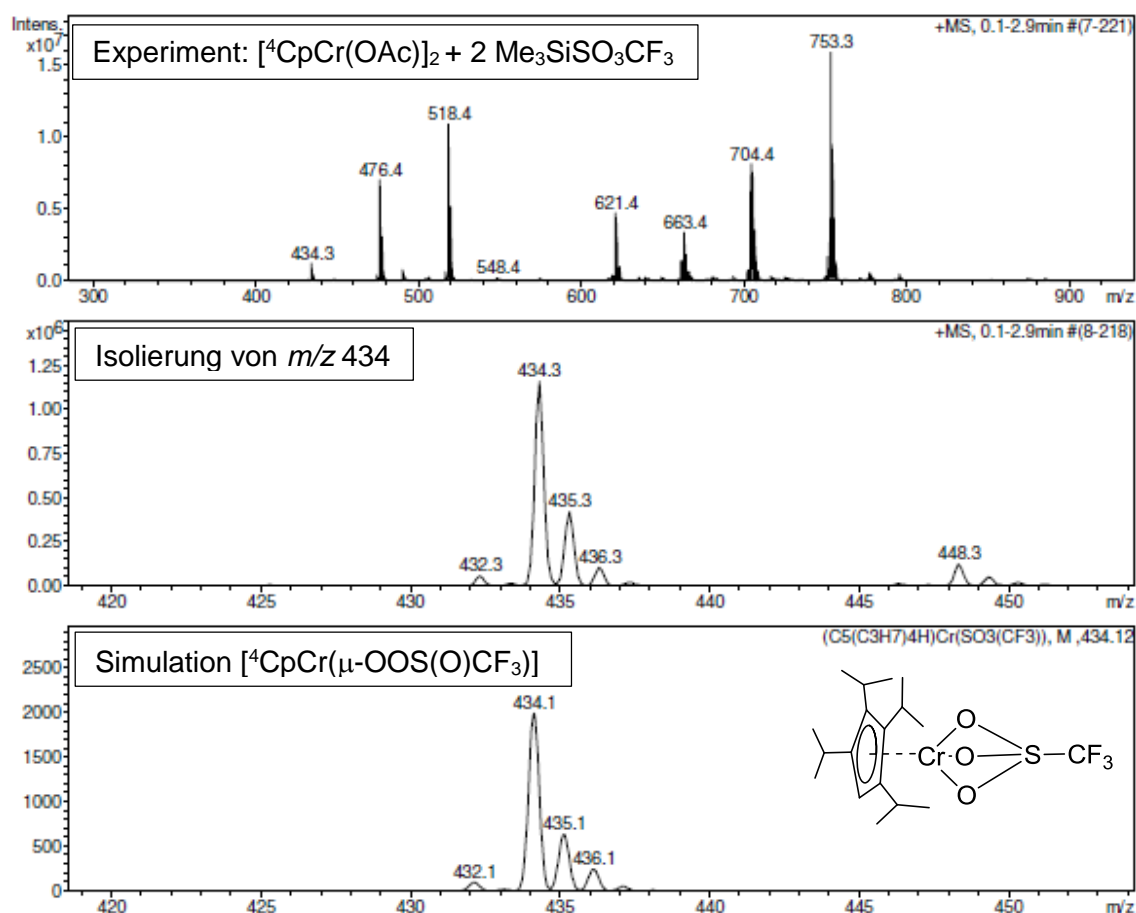 Intens.
x10⁷
+MS, 0.1-2.9min #(7-221)
Experiment: [⁴CpCr(OAc)]₂ + 2 Me₃SiSO₃CF₃
1.5
1.0
0.5
0.0
434.3
476.4
518.4
548.4
621.4
663.4
704.4
753.3
300 400 500 600 700 800 900 m/z
x10⁶
+MS, 0.1-2.9min #(8-218)
Isolierung von m/z 434
1.25
1.00
0.75
0.50
0.25
0.00
432.3
434.3
435.3
436.3
448.3
420 425 430 435 440 445 450 m/z
(C5(C3H7)4H)Cr(SO3(CF3)), M ,434.12
Simulation [⁴CpCr(μ-OOS(O)CF₃)]
2500
2000
1500
1000
500
0
432.1
434.1
435.1
436.1
O
Cr O S CF₃
O
420 425 430 435 440 445 450 m/z